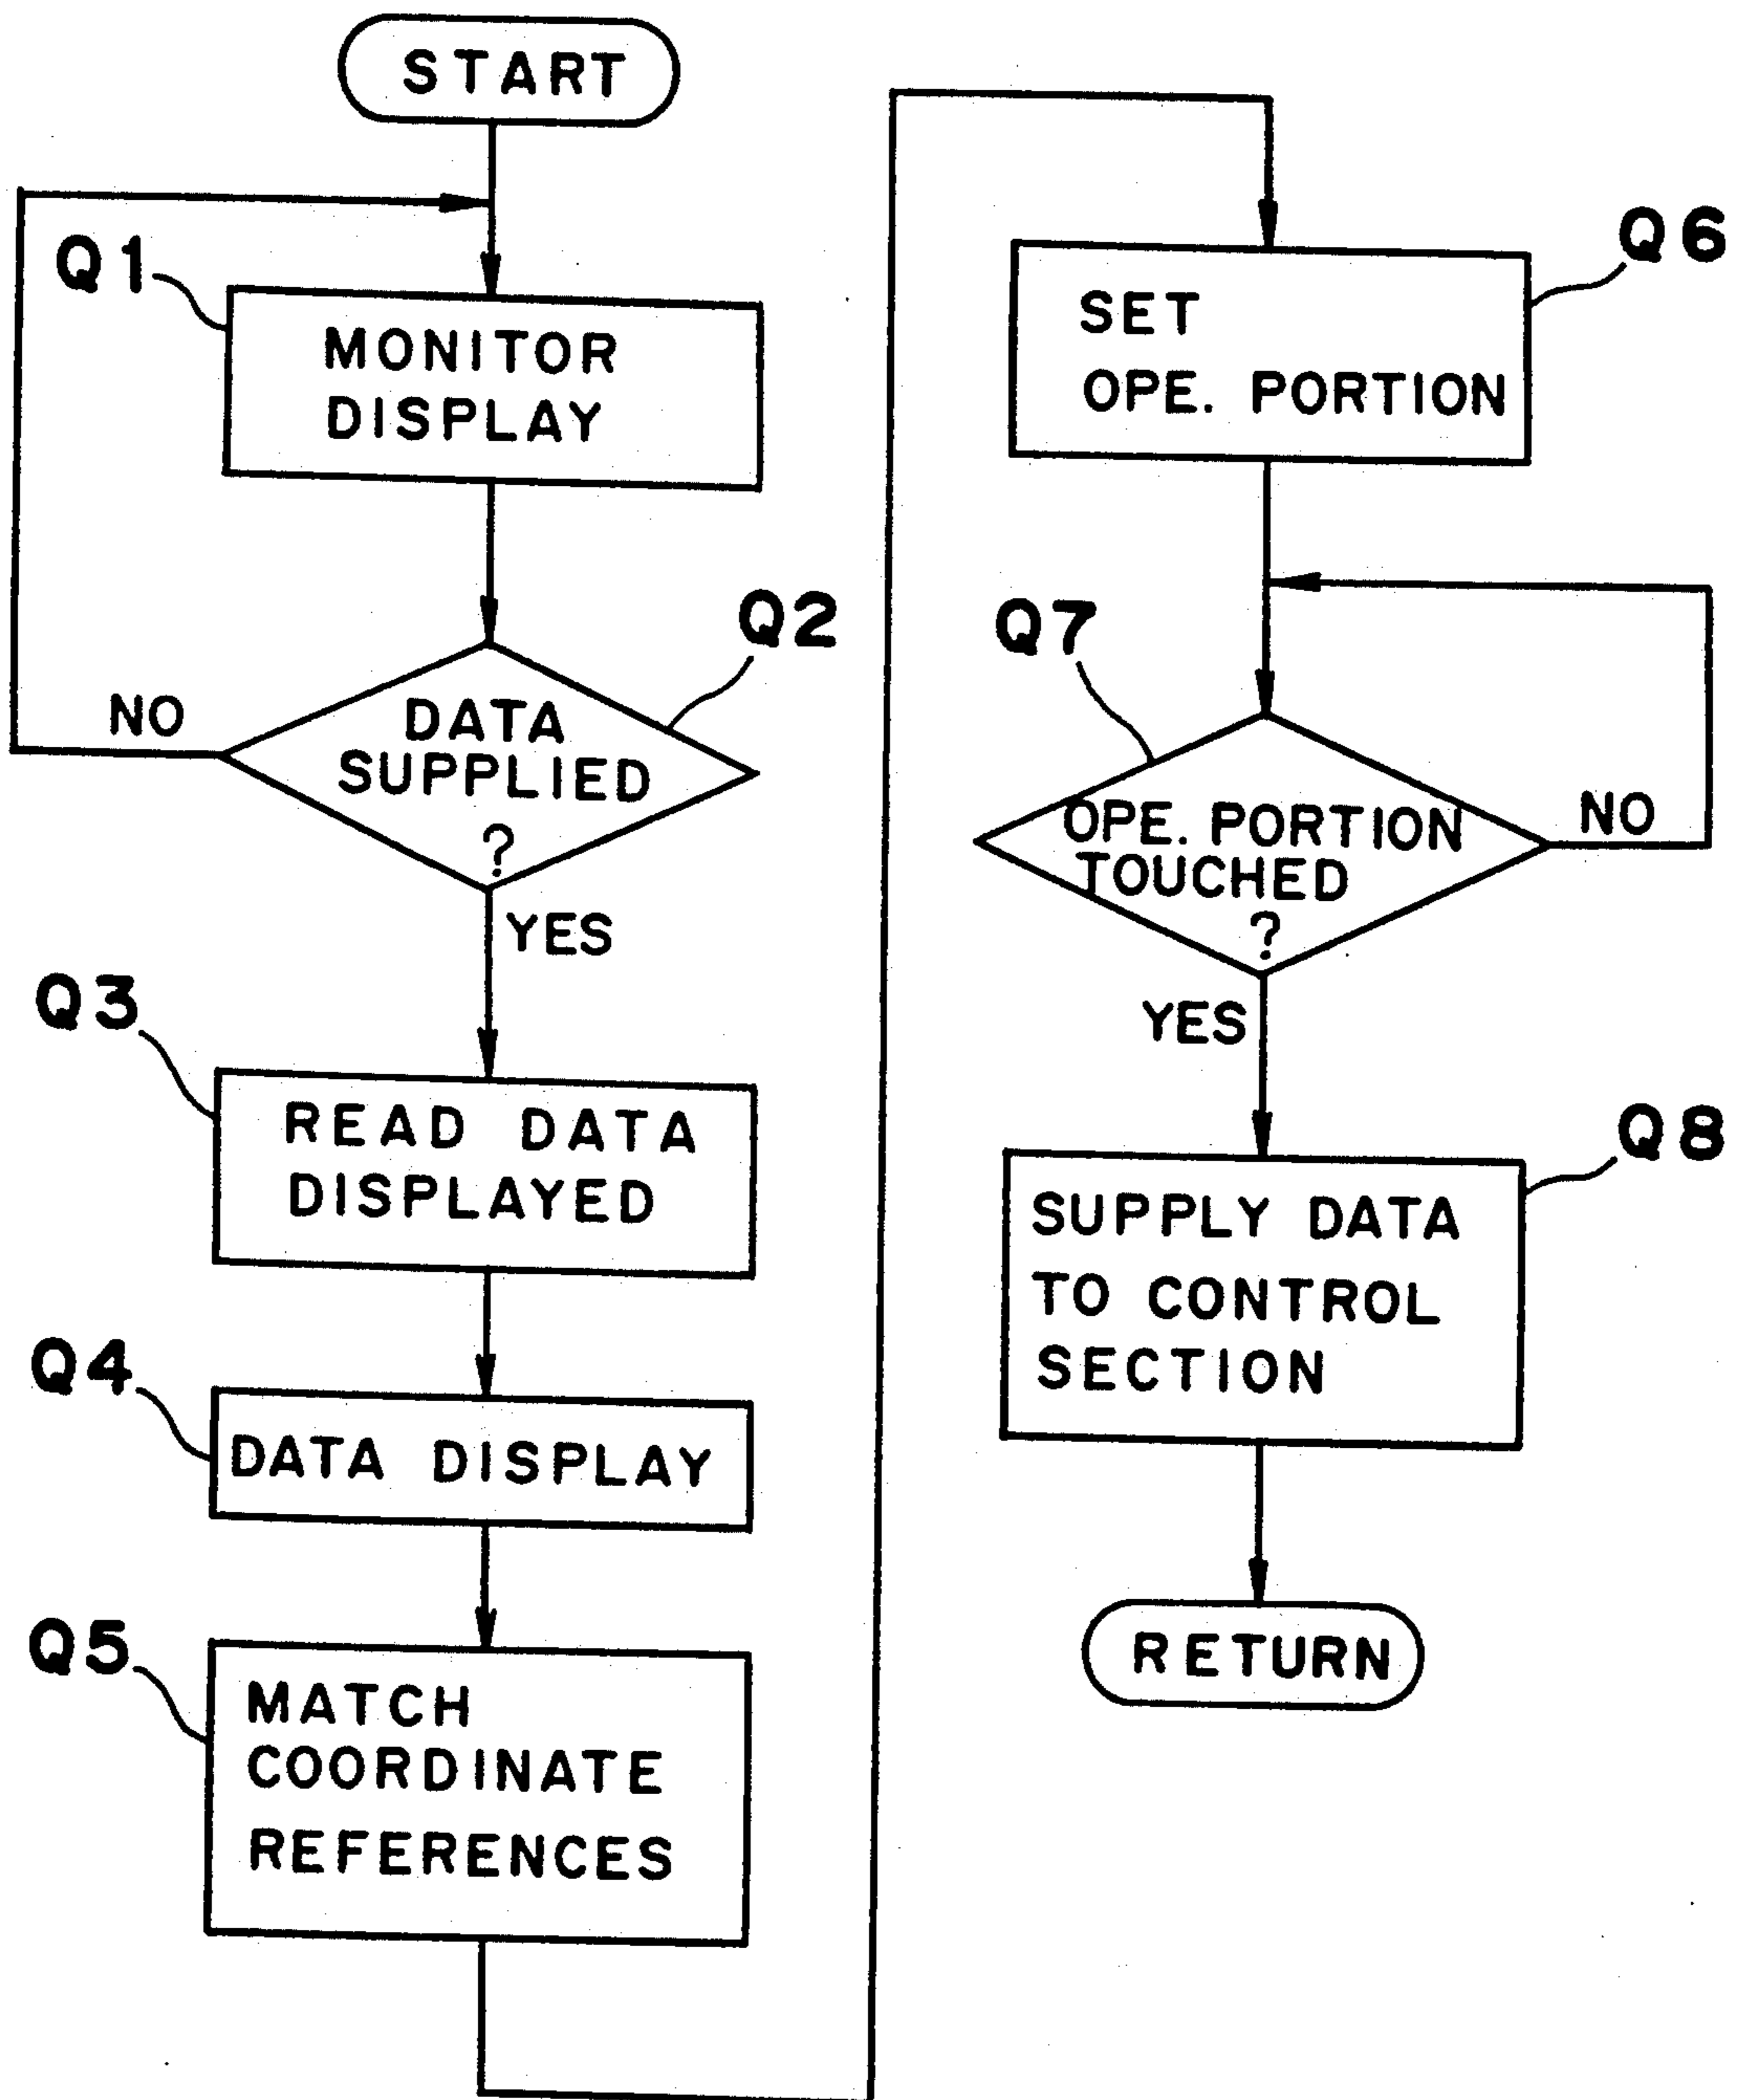 START
Q1
MONITOR
DISPLAY
Q2
DATA
SUPPLIED
?
NO
YES
Q3
READ DATA
DISPLAYED
Q4
DATA DISPLAY
Q5
MATCH
COORDINATE
REFERENCES
Q6
SET
OPE. PORTION
Q7
OPE. PORTION
TOUCHED
?
NO
YES
Q8
SUPPLY DATA
TO CONTROL
SECTION
RETURN